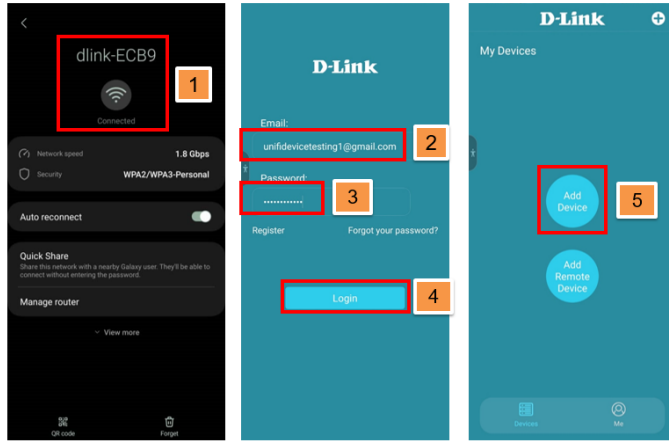 dlink-ECB9
1
Connected
Network speed
1.8 Gbps
Security
WPA2/WPA3-Personal
Auto reconnect
Quick Share
Share this network with a nearby Galaxy user. They'll be able to
connect without entering the password.
Manage router
View more
QR code
Forget
D-Link
Email:
unifidevicetesting1@gmail.com
2
Password:
............
3
Register
Forgot your password?
Login
4
D-Link
My Devices
Add
Device
5
Add
Remote
Device
Devices
Me